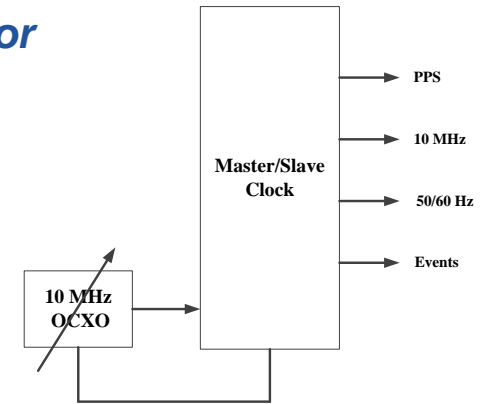 or
PPS
10 MHz
Master/Slave
Clock
50/60 Hz
Events
10 MHz
OCXO